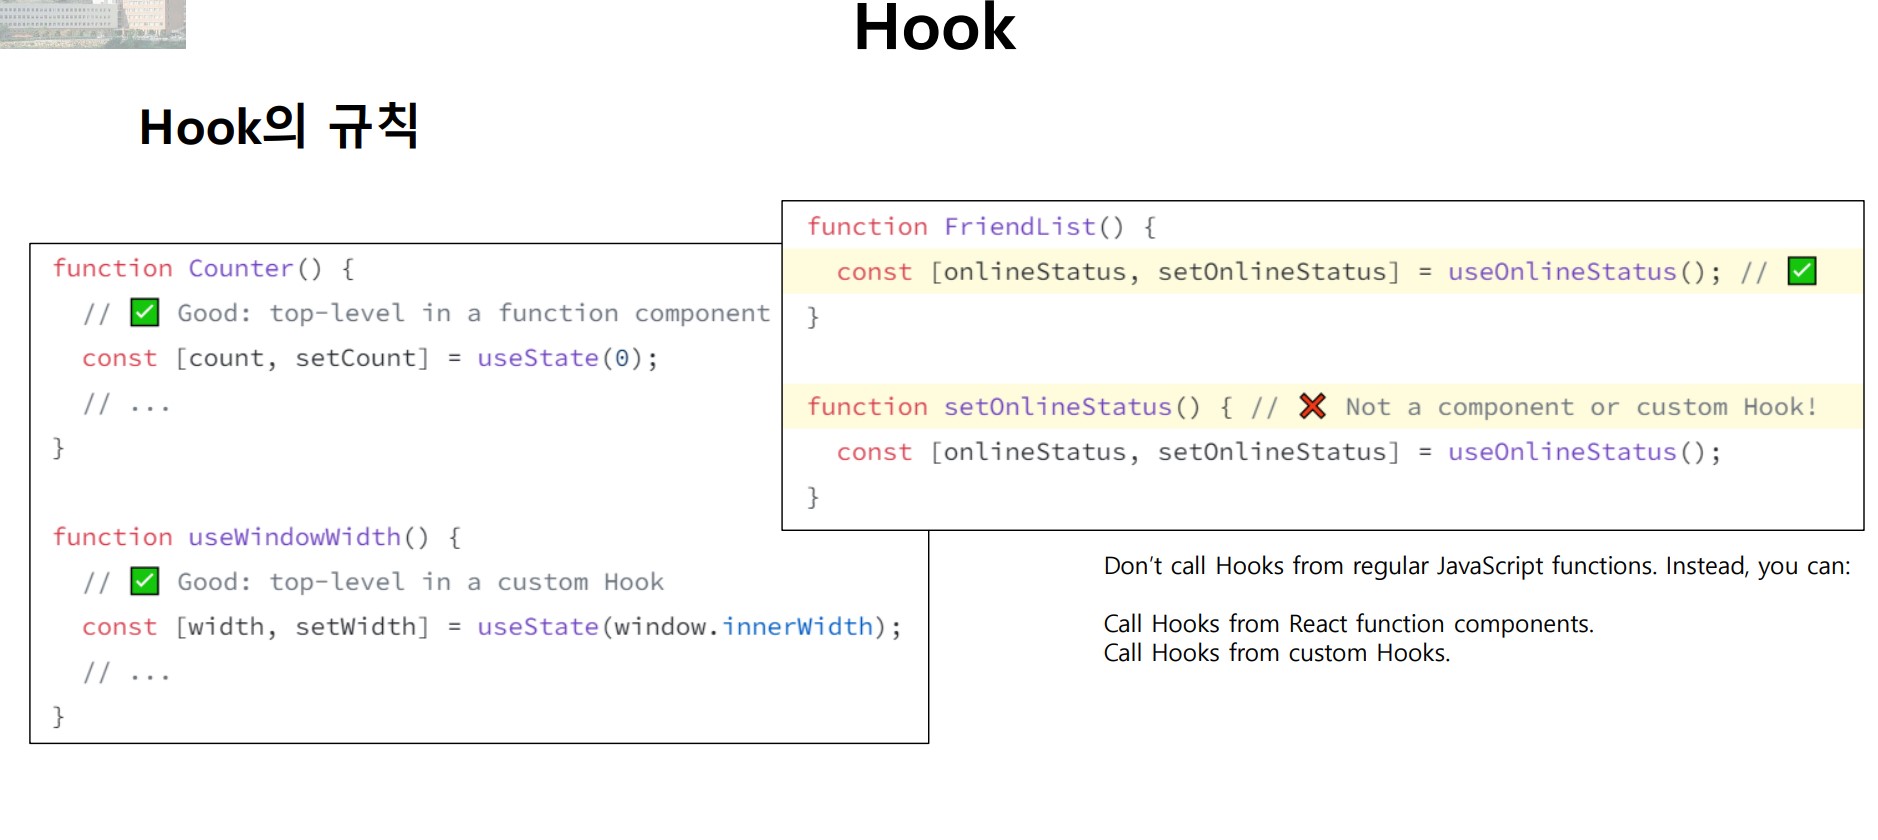 Hook
Hook의 규칙
function Counter() {
// ✅ Good: top-level in a function component
const [count, setCount] = useState(0);
// ...
}
function useWindowWidth() {
// ✅ Good: top-level in a custom Hook
const [width, setWidth] = useState(window.innerWidth);
// ...
}
function FriendList() {
const [onlineStatus, setOnlineStatus] = useOnlineStatus(); // ✅
}
function setOnlineStatus() { // ❌ Not a component or custom Hook!
const [onlineStatus, setOnlineStatus] = useOnlineStatus();
}
Don’t call Hooks from regular JavaScript functions. Instead, you can:
Call Hooks from React function components.
Call Hooks from custom Hooks.